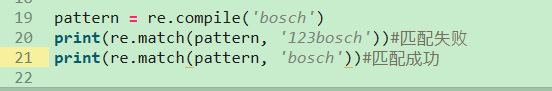 19 pattern = re.compile('bosch')
20 print(re.match(pattern, '123bosch'))#匹配失败
21 print(re.match(pattern, 'bosch'))#匹配成功
22